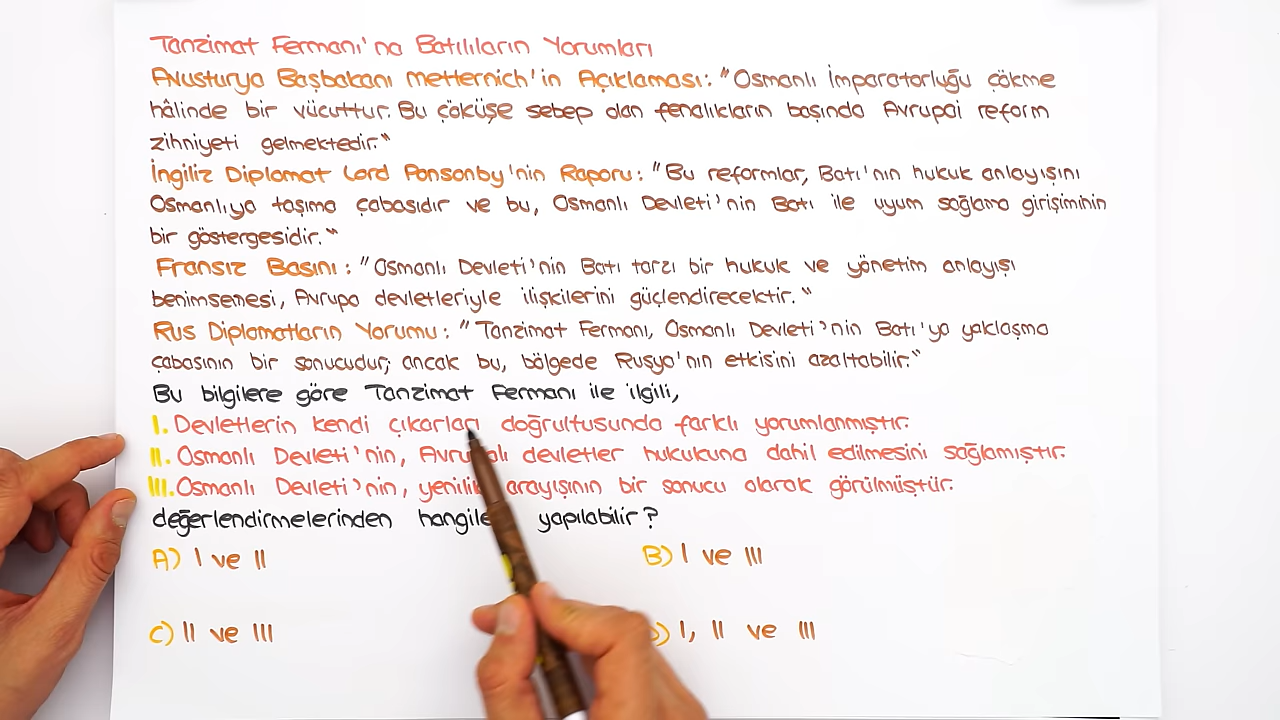 Tanzimat Fermanı'na Batılıların Yorumları
Avusturya Başbakanı Metternich'in Açıklaması: "Osmanlı İmparatorluğu çökme
hâlinde bir vücuttur. Bu çöküşe sebep olan fenalıkların başında Avrupai reform
zihniyeti gelmektedir."
İngiliz Diplomat Lord Ponsonby'nin Raporu: "Bu reformlar, Batı'nın hukuk anlayışını
Osmanlıya taşıma çabasıdır ve bu, Osmanlı Devleti'nin Batı ile uyum sağlama girişiminin
bir göstergesidir."
Fransız Basını: "Osmanlı Devleti'nin Batı tarzı bir hukuk ve yönetim anlayışı
benimsemesi, Avrupa devletleriyle ilişkilerini güçlendirecektir."
Rus Diplomatların Yorumu: "Tanzimat Fermanı, Osmanlı Devleti'nin Batı'ya yaklaşma
çabasının bir sonucudur; ancak bu, bölgede Rusya'nın etkisini azaltabilir."
Bu bilgilere göre Tanzimat Fermanı ile ilgili,
I. Devletlerin kendi çıkarları doğrultusunda farklı yorumlanmıştır.
II. Osmanlı Devleti'nin, devletler hukukuna dahil edilmesini sağlamıştır.
III. Osmanlı Devleti'nin, yenilik arayışının bir sonucu olarak görülmüştür.
değerlendirmelerinden yapılabilir?
A) I ve II
B) I ve III
C) II ve III
I, II ve III